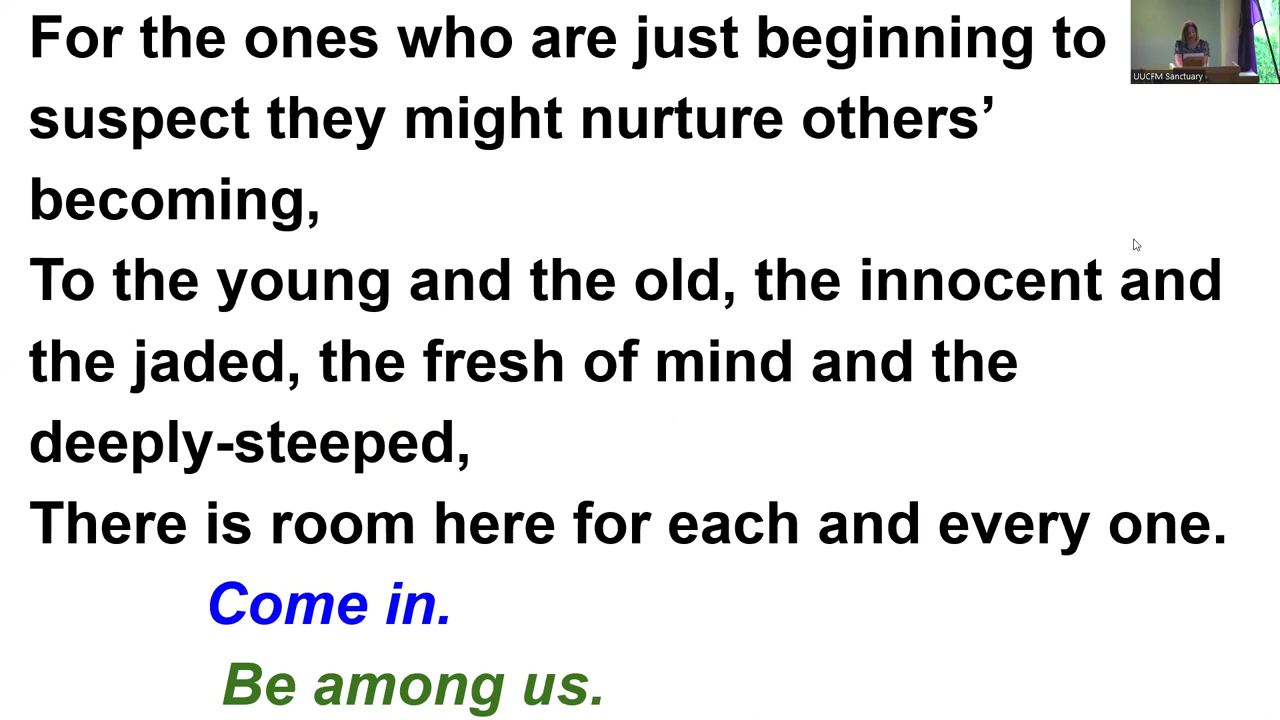 For the ones who are just beginning to
suspect they might nurture others’
becoming,
To the young and the old, the innocent and
the jaded, the fresh of mind and the
deeply-steeped,
There is room here for each and every one.
Come in.
Be among us.
UUCFM Sanctuary